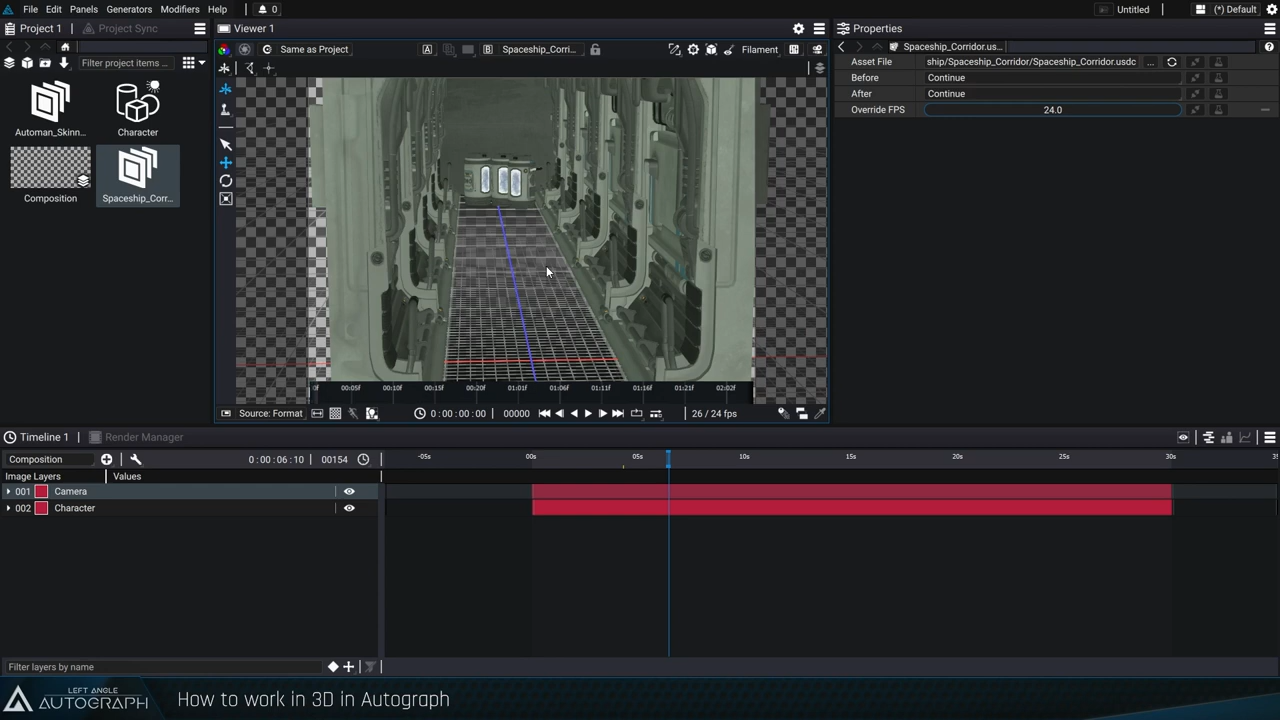 File Edit Panels Generators Modifiers Help 0 Untitled (*) Default
Project 1 Project Sync Viewer 1 Properties
Same as Project A B Spaceship_Corri... Filament Spaceship_Corridor.us... ?
Filter project items ... Asset File ship/Spaceship_Corridor/Spaceship_Corridor.usdc ...
Before Continue
After Continue
Override FPS 24.0
Automan_Skinn... Character
Composition Spaceship_Corr...
0f 00:05f 00:10f 00:15f 00:20f 01:01f 01:06f 01:11f 01:16f 01:21f 02:02f
Source: Format 0 : 00 : 00 : 00 00000 26 / 24 fps
Timeline 1 Render Manager
Composition 0 : 00 : 06 : 10 00154 -05s 00s 05s 10s 15s 20s 25s 30s
Image Layers Values
001 Camera
002 Character
Filter layers by name
LEFT ANGLE
AUTOGRAPH
How to work in 3D in Autograph